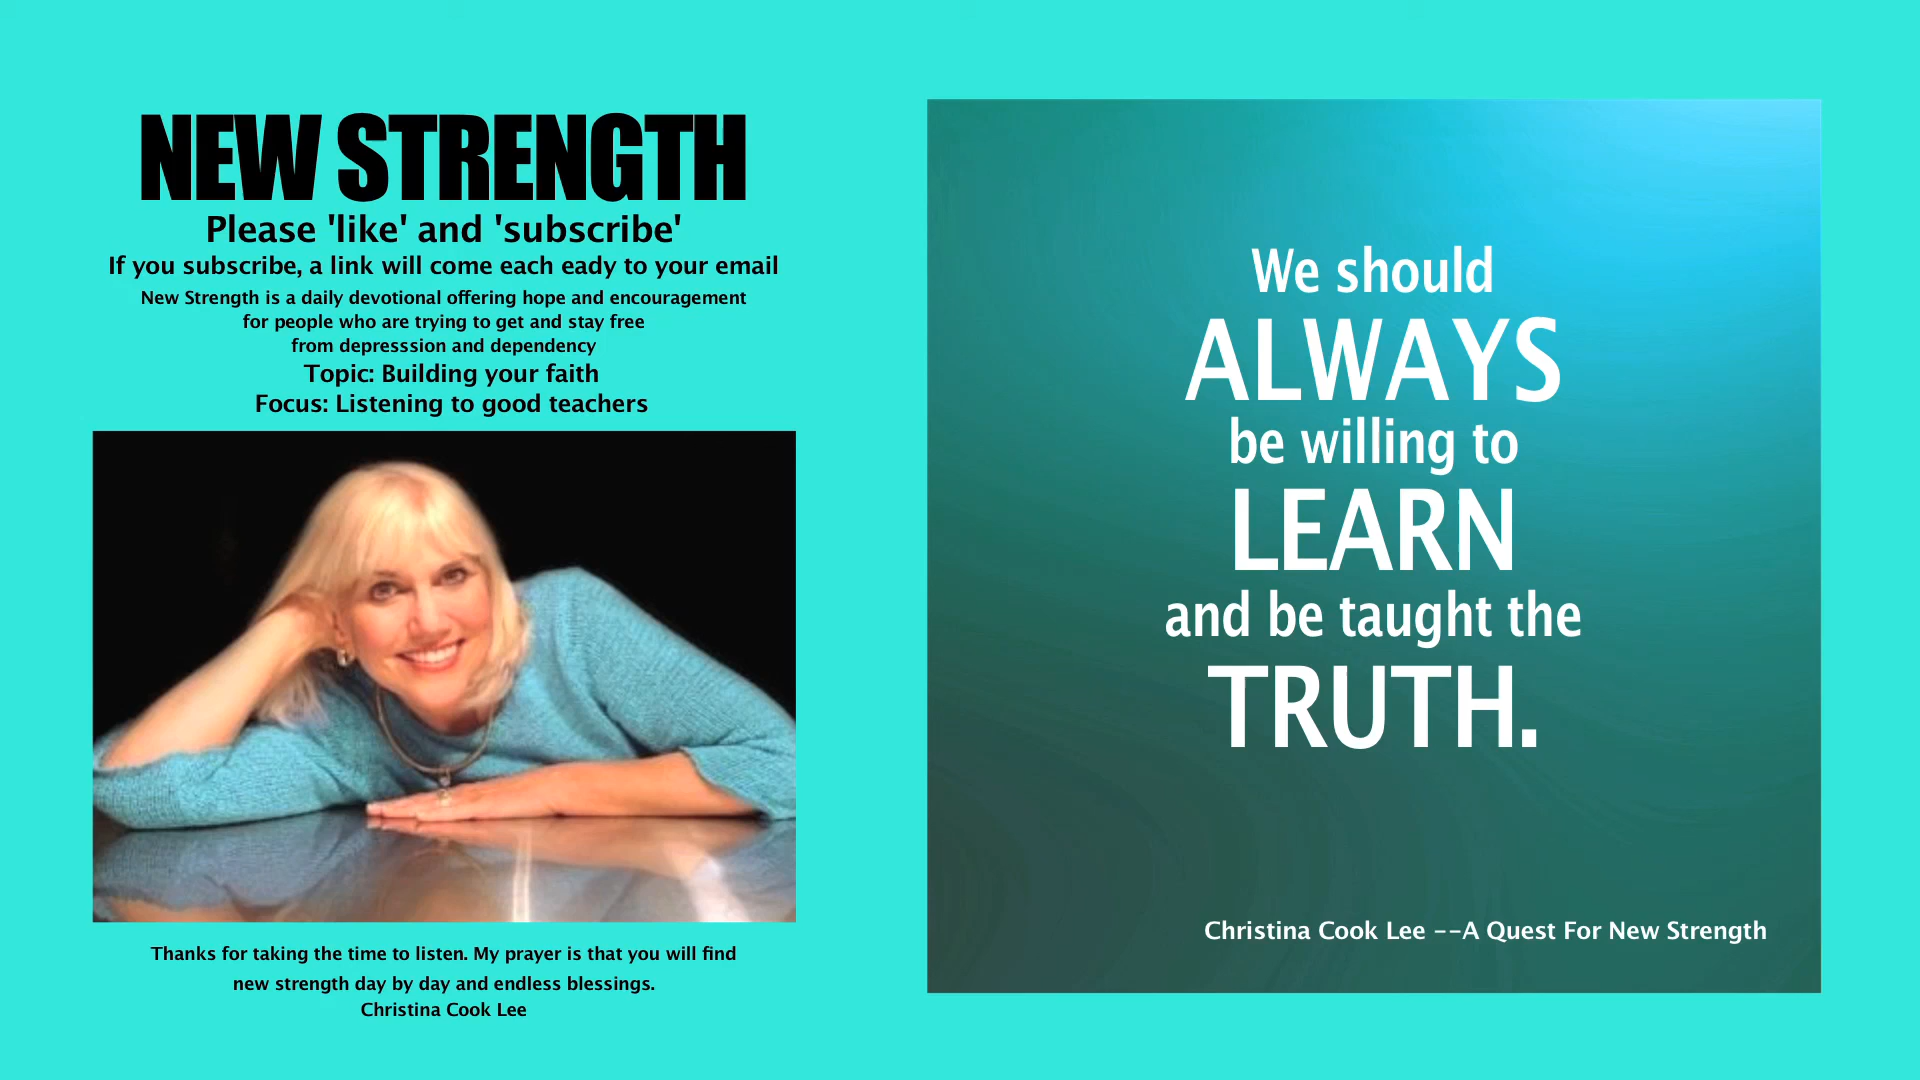 NEW STRENGTH
Please 'like' and 'subscribe'
If you subscribe, a link will come each eady to your email
New Strength is a daily devotional offering hope and encouragement
for people who are trying to get and stay free
from depresssion and dependency
Topic: Building your faith
Focus: Listening to good teachers
Thanks for taking the time to listen. My prayer is that you will find
new strength day by day and endless blessings.
Christina Cook Lee
We should
ALWAYS
be willing to
LEARN
and be taught the
TRUTH.
Christina Cook Lee --A Quest For New Strength